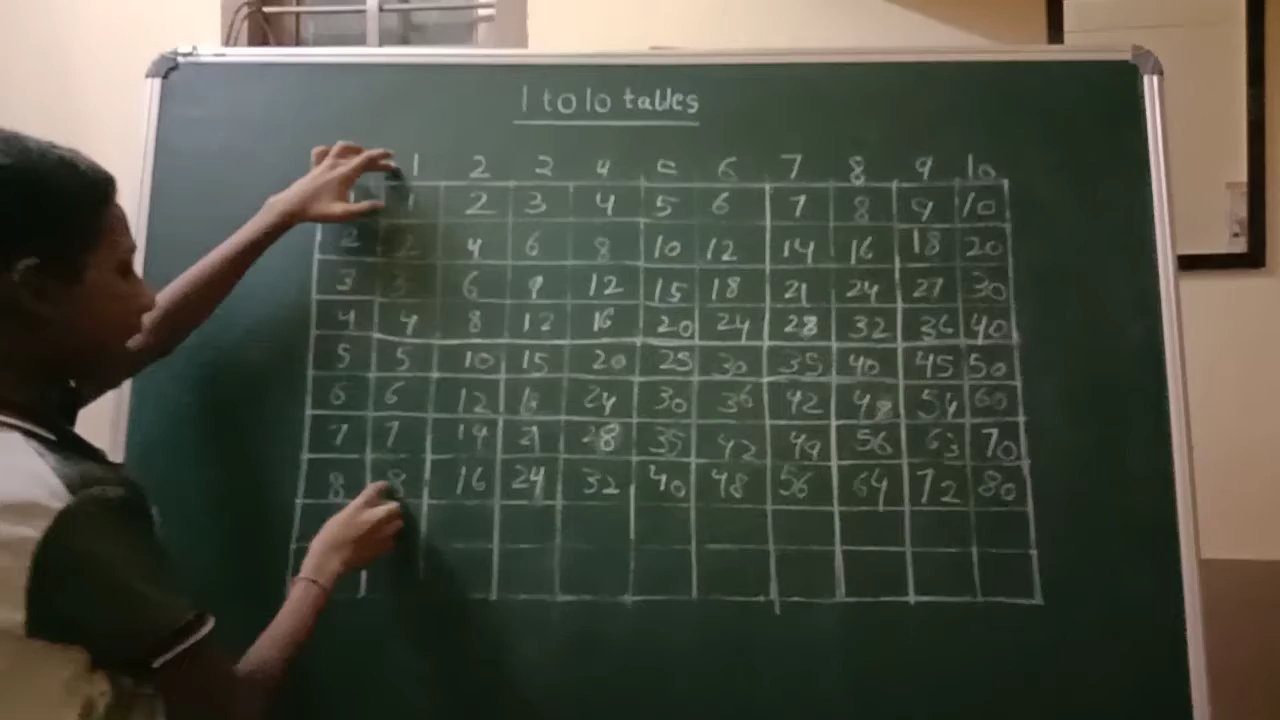 1 to 10 tables
1 2 3 4 5 6 7 8 9 10
1 1 2 3 4 5 6 7 8 9 10
2 2 4 6 8 10 12 14 16 18 20
3 3 6 9 12 15 18 21 24 27 30
4 4 8 12 16 20 24 28 32 36 40
5 5 10 15 20 25 30 35 40 45 50
6 6 12 24 30 36 42 48 54 60
7 7 14 21 28 35 42 49 56 63 70
8 8 16 24 32 40 48 56 64 72 80